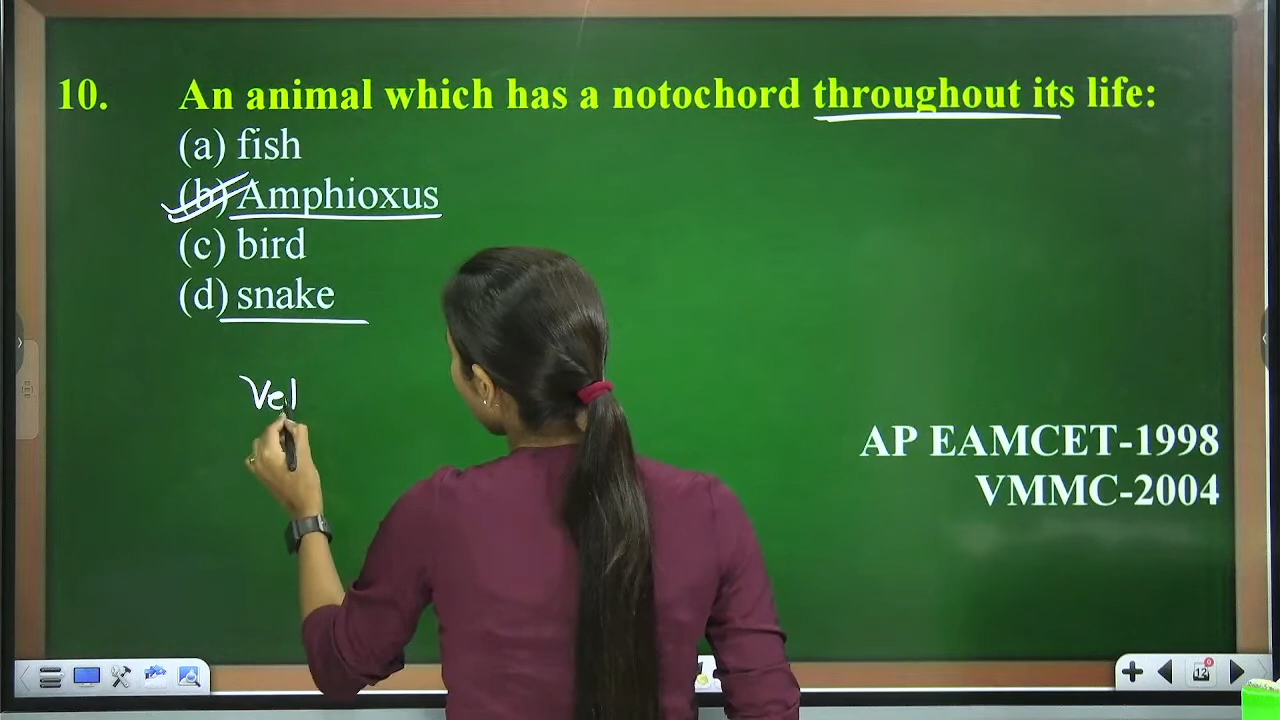 10. An animal which has a notochord throughout its life:
(a) fish
(b) Amphioxus
(c) bird
(d) snake
Vel
AP EAMCET-1998
VMMC-2004